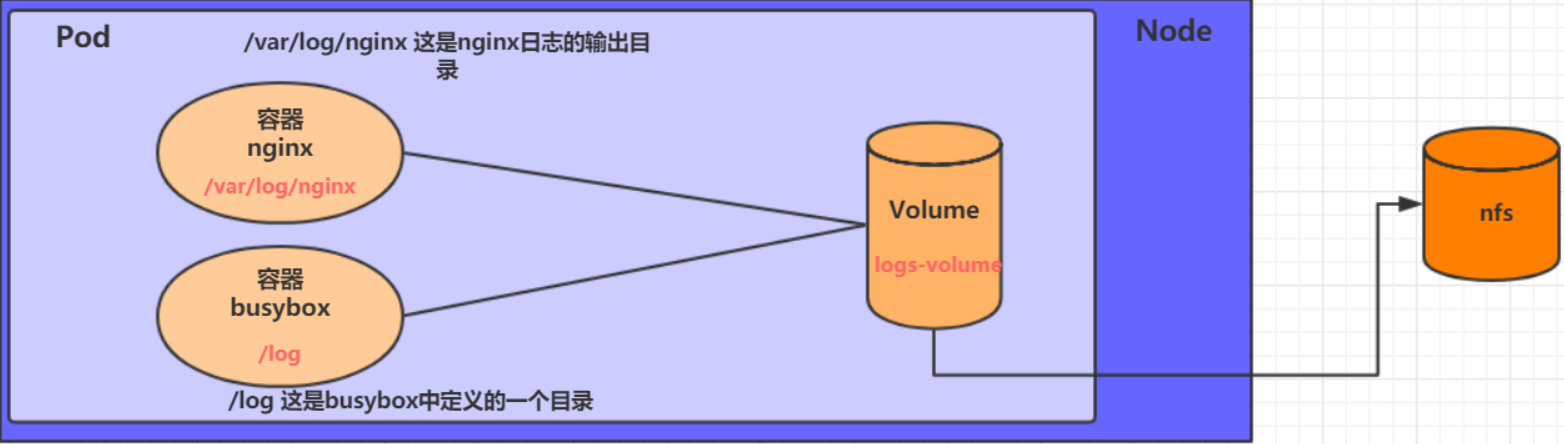 Pod
Node
/var/log/nginx 这是nginx日志的输出目
录
容器
nginx
/var/log/nginx
容器
busybox
/log
/log 这是busybox中定义的一个目录
Volume
logs-volume
nfs